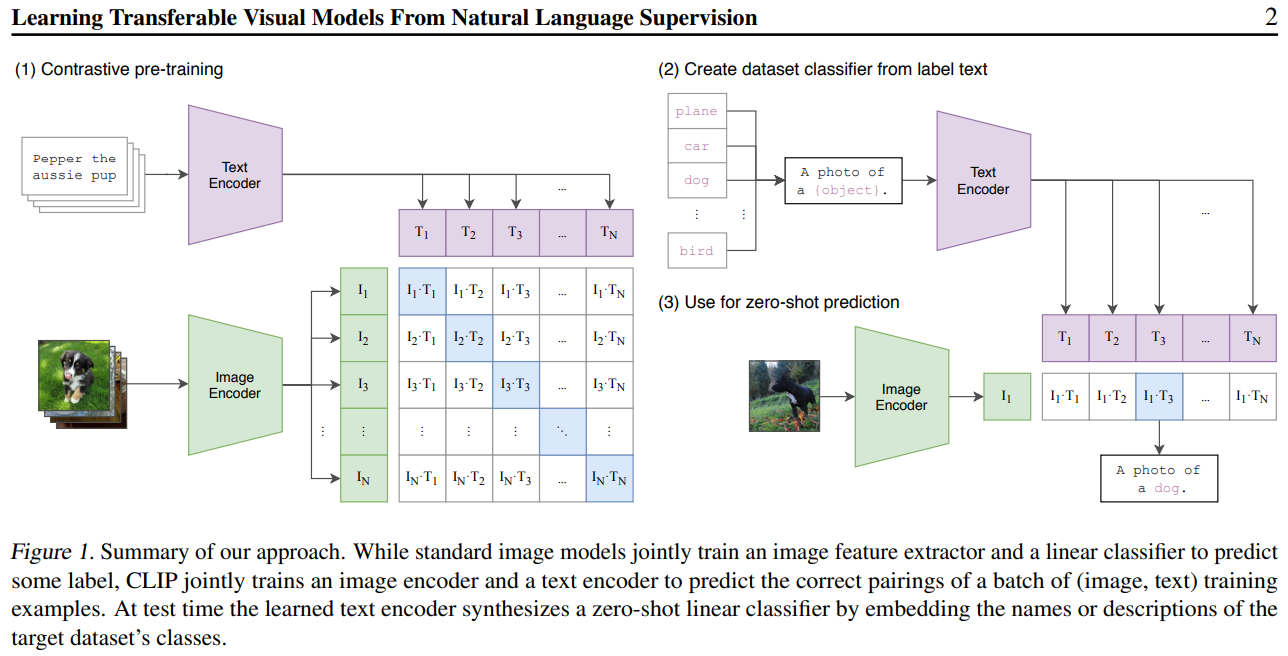 Learning Transferable Visual Models From Natural Language Supervision 2
(1) Contrastive pre-training
Pepper the
aussie pup
Text
Encoder
...
T1 T2 T3 ... TN
Image
Encoder
I1 I1·T1 I1·T2 I1·T3 ... I1·TN
I2 I2·T1 I2·T2 I2·T3 ... I2·TN
I3 I3·T1 I3·T2 I3·T3 ... I3·TN
⋮ ⋮ ⋮ ⋮ ⋮ ⋱ ⋮
IN IN·T1 IN·T2 IN·T3 ... IN·TN
(2) Create dataset classifier from label text
plane
car
dog
⋮ ⋮
bird
A photo of
a {object}.
Text
Encoder
...
(3) Use for zero-shot prediction
Image
Encoder
T1 T2 T3 ... TN
I1 I1·T1 I1·T2 I1·T3 ... I1·TN
A photo of
a dog.
Figure 1. Summary of our approach. While standard image models jointly train an image feature extractor and a linear classifier to predict
some label, CLIP jointly trains an image encoder and a text encoder to predict the correct pairings of a batch of (image, text) training
examples. At test time the learned text encoder synthesizes a zero-shot linear classifier by embedding the names or descriptions of the
target dataset's classes.